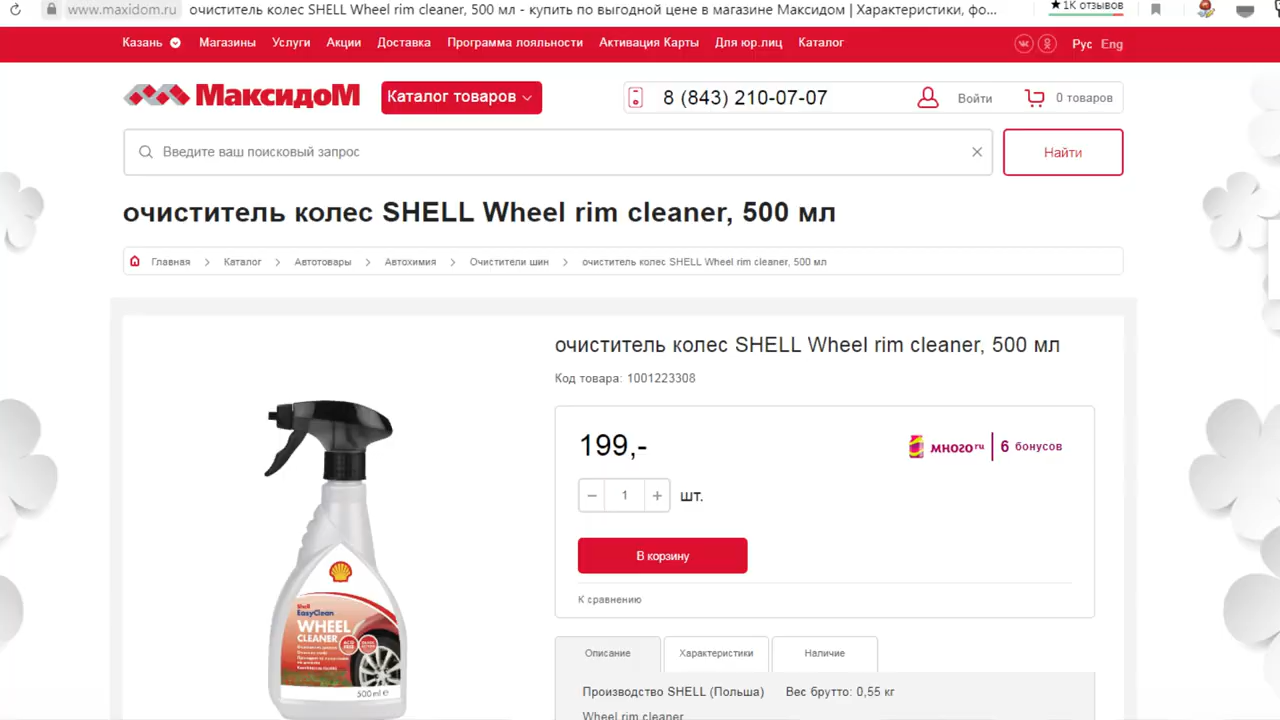 www.maxidom.ru очиститель колес SHELL Wheel rim cleaner, 500 мл - купить по выгодной цене в магазине Максидом | Характеристики, фо... ★1К отзывов
Казань Магазины Услуги Акции Доставка Программа лояльности Активация Карты Для юр.лиц Каталог Рус Eng
МаксидоМ Каталог товаров 8 (843) 210-07-07 Войти 0 товаров
Введите ваш поисковый запрос Найти
очиститель колес SHELL Wheel rim cleaner, 500 мл
Главная Каталог Автотовары Автохимия Очистители шин очиститель колес SHELL Wheel rim cleaner, 500 мл
очиститель колес SHELL Wheel rim cleaner, 500 мл
Код товара: 1001223308
199,- много.ru 6 бонусов
− 1 + шт.
В корзину
К сравнению
Shell
EasyClean
WHEEL
CLEANER
ACID
FREE
500 ml e
Описание Характеристики Наличие
Производство SHELL (Польша) Вес брутто: 0,55 кг
Wheel rim cleaner